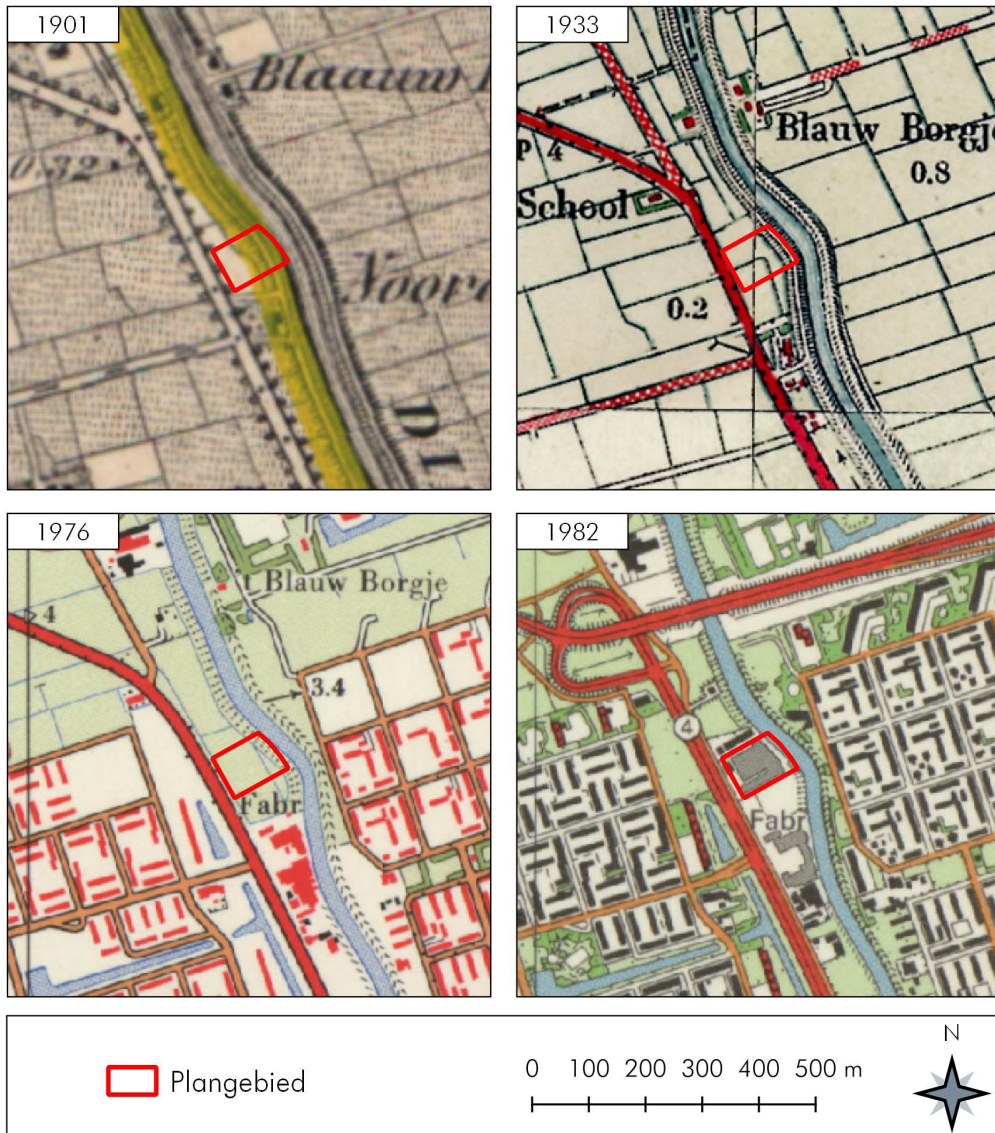 1901
Blaauw
0.32
Noord
D I
1933
Blauw Borgje
P 4
0.8
School
0.2
1976
Blauw Borgje
4
3.4
Fabr
1982
4
Fabr
Plangebied
0 100 200 300 400 500 m
N